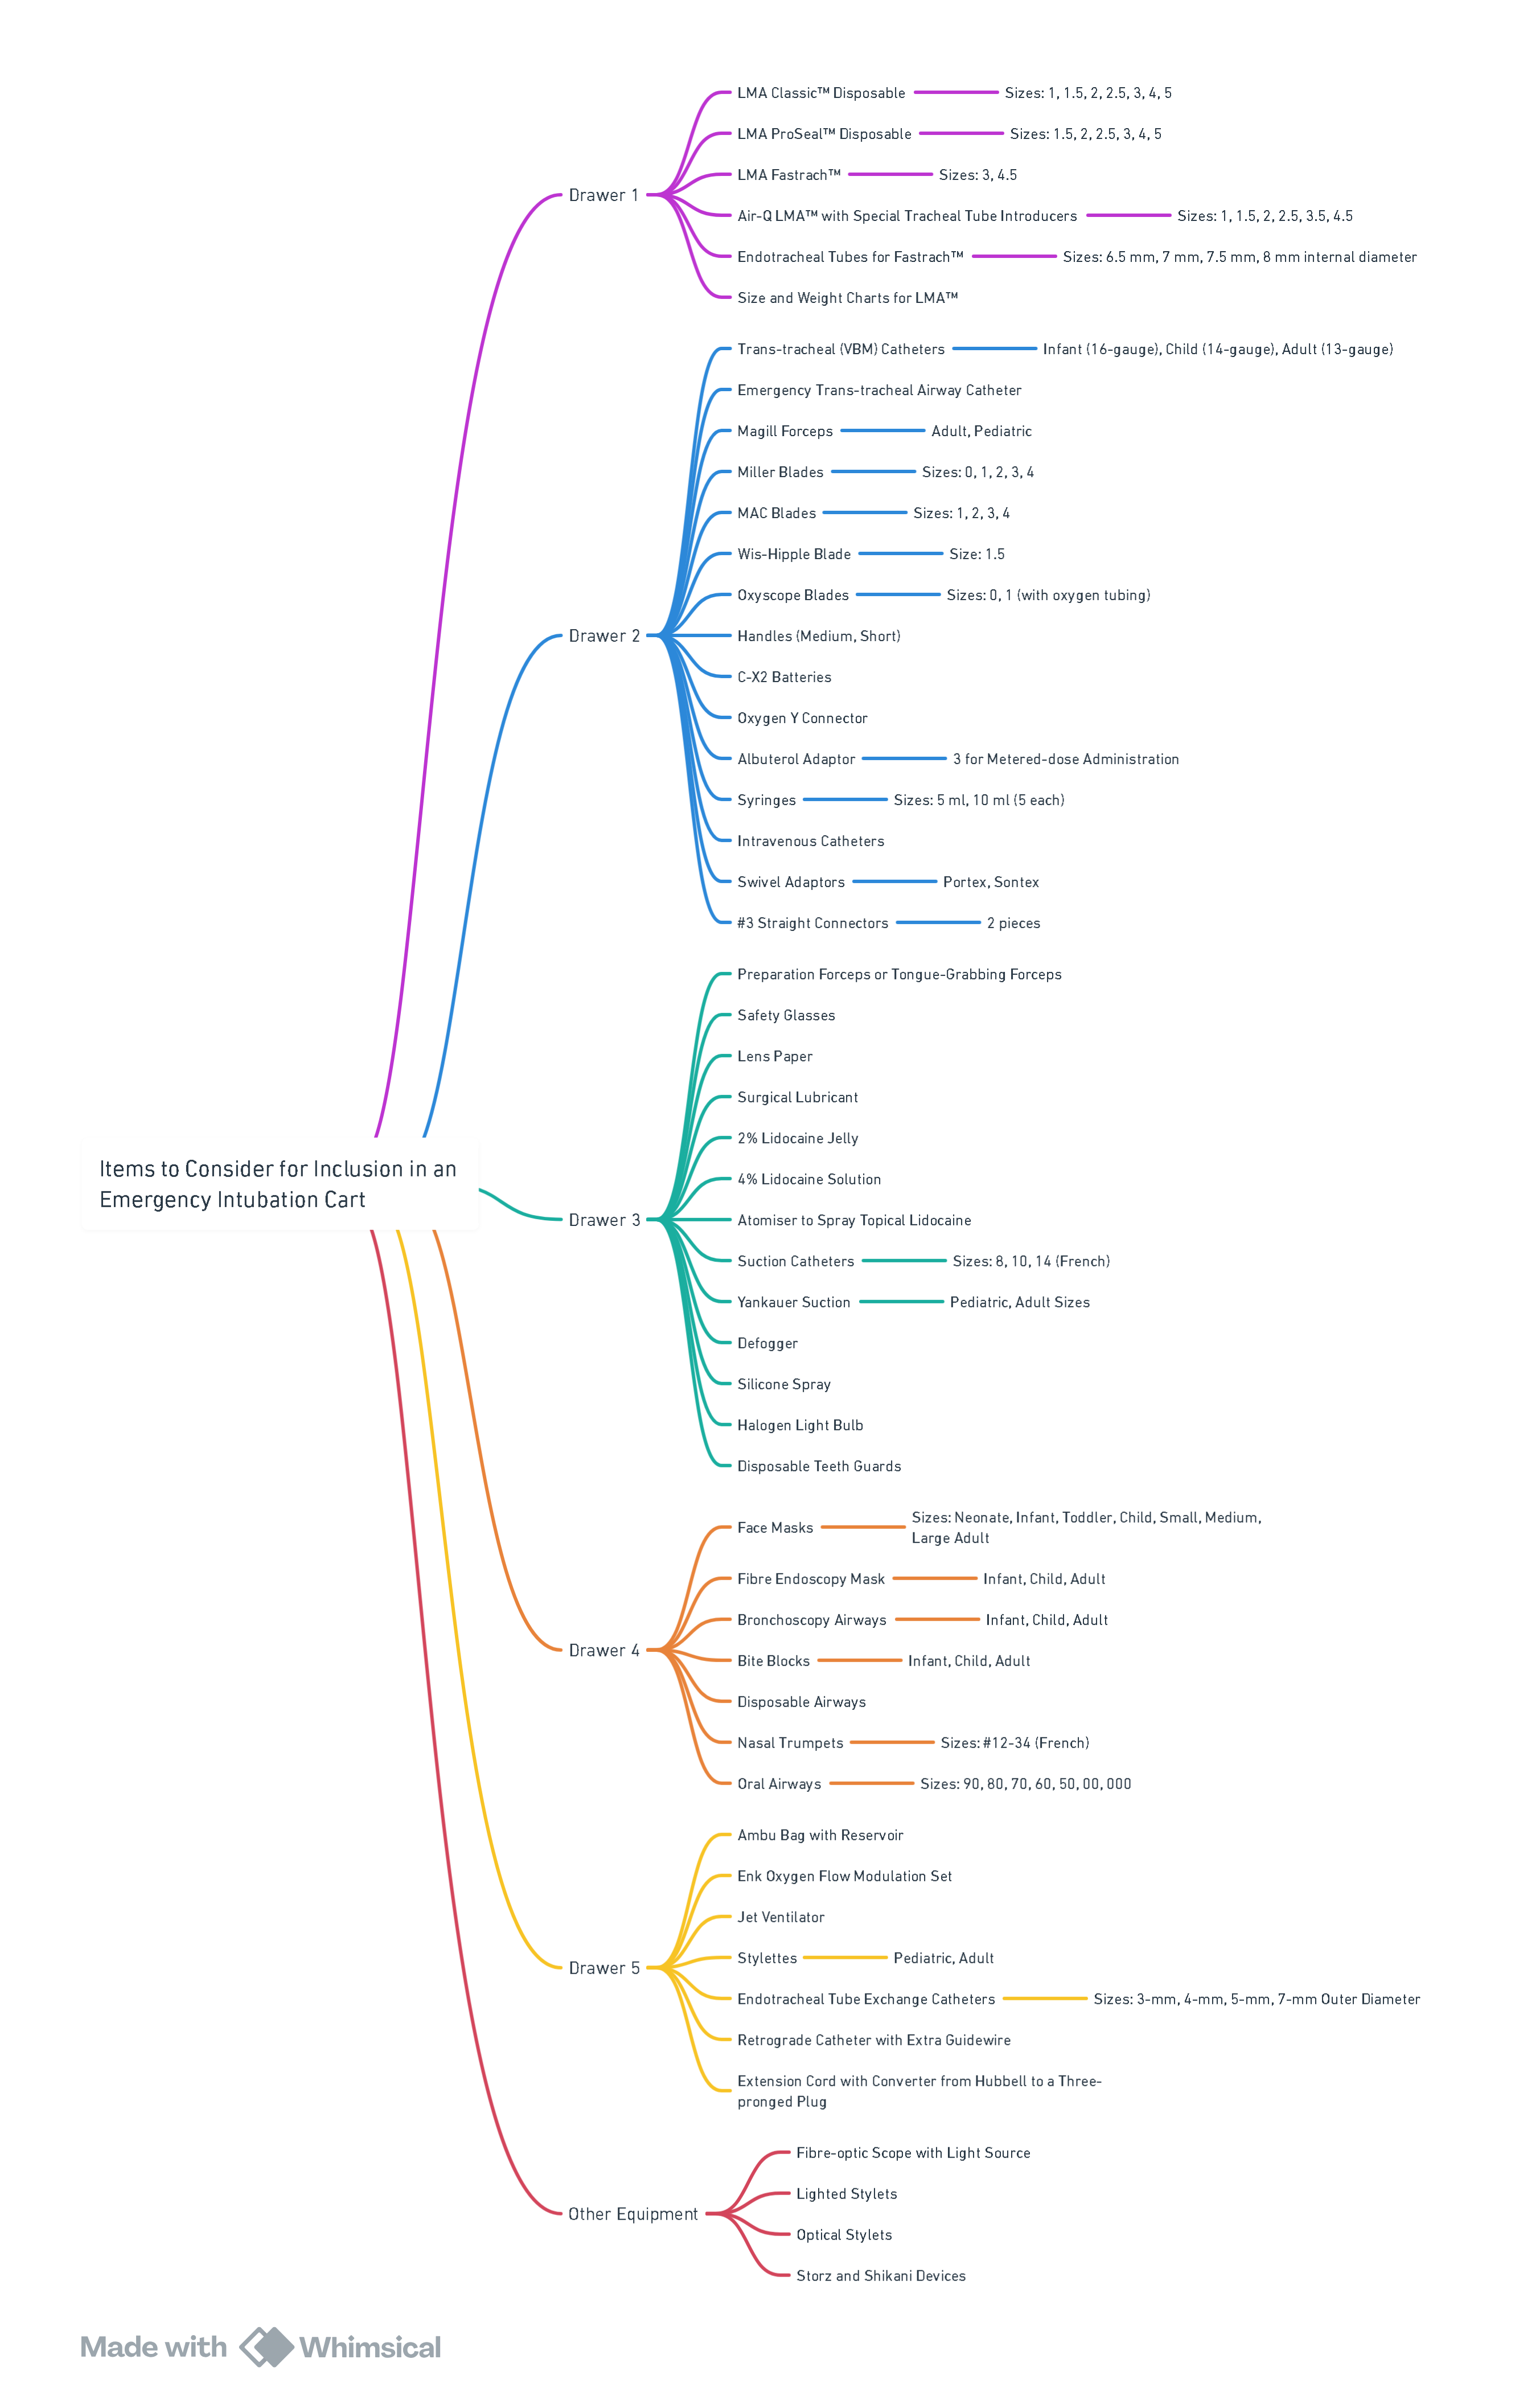 LMA Classic™ Disposable
Sizes: 1, 1.5, 2, 2.5, 3, 4, 5
LMA ProSeal™ Disposable
Sizes: 1.5, 2, 2.5, 3, 4, 5
LMA Fastrach™
Sizes: 3, 4.5
Drawer 1
Air-Q LMA™ with Special Tracheal Tube Introducers
Sizes: 1, 1.5, 2, 2.5, 3.5, 4.5
Endotracheal Tubes for Fastrach™
Sizes: 6.5 mm, 7 mm, 7.5 mm, 8 mm internal diameter
Size and Weight Charts for LMA™
Trans-tracheal (VBM) Catheters
Infant (16-gauge), Child (14-gauge), Adult (13-gauge)
Emergency Trans-tracheal Airway Catheter
Magill Forceps
Adult, Pediatric
Miller Blades
Sizes: 0, 1, 2, 3, 4
MAC Blades
Sizes: 1, 2, 3, 4
Wis-Hipple Blade
Size: 1.5
Oxyscope Blades
Sizes: 0, 1 (with oxygen tubing)
Drawer 2
Handles (Medium, Short)
C-X2 Batteries
Oxygen Y Connector
Albuterol Adaptor
3 for Metered-dose Administration
Syringes
Sizes: 5 ml, 10 ml (5 each)
Intravenous Catheters
Swivel Adaptors
Portex, Sontex
#3 Straight Connectors
2 pieces
Items to Consider for Inclusion in an
Emergency Intubation Cart
Preparation Forceps or Tongue-Grabbing Forceps
Safety Glasses
Lens Paper
Surgical Lubricant
2% Lidocaine Jelly
4% Lidocaine Solution
Drawer 3
Atomiser to Spray Topical Lidocaine
Suction Catheters
Sizes: 8, 10, 14 (French)
Yankauer Suction
Pediatric, Adult Sizes
Defogger
Silicone Spray
Halogen Light Bulb
Disposable Teeth Guards
Face Masks
Sizes: Neonate, Infant, Toddler, Child, Small, Medium,
Large Adult
Fibre Endoscopy Mask
Infant, Child, Adult
Bronchoscopy Airways
Infant, Child, Adult
Drawer 4
Bite Blocks
Infant, Child, Adult
Disposable Airways
Nasal Trumpets
Sizes: #12-34 (French)
Oral Airways
Sizes: 90, 80, 70, 60, 50, 00, 000
Ambu Bag with Reservoir
Enk Oxygen Flow Modulation Set
Jet Ventilator
Drawer 5
Stylettes
Pediatric, Adult
Endotracheal Tube Exchange Catheters
Sizes: 3-mm, 4-mm, 5-mm, 7-mm Outer Diameter
Retrograde Catheter with Extra Guidewire
Extension Cord with Converter from Hubbell to a Three-
pronged Plug
Other Equipment
Fibre-optic Scope with Light Source
Lighted Stylets
Optical Stylets
Storz and Shikani Devices
Made with Whimsical